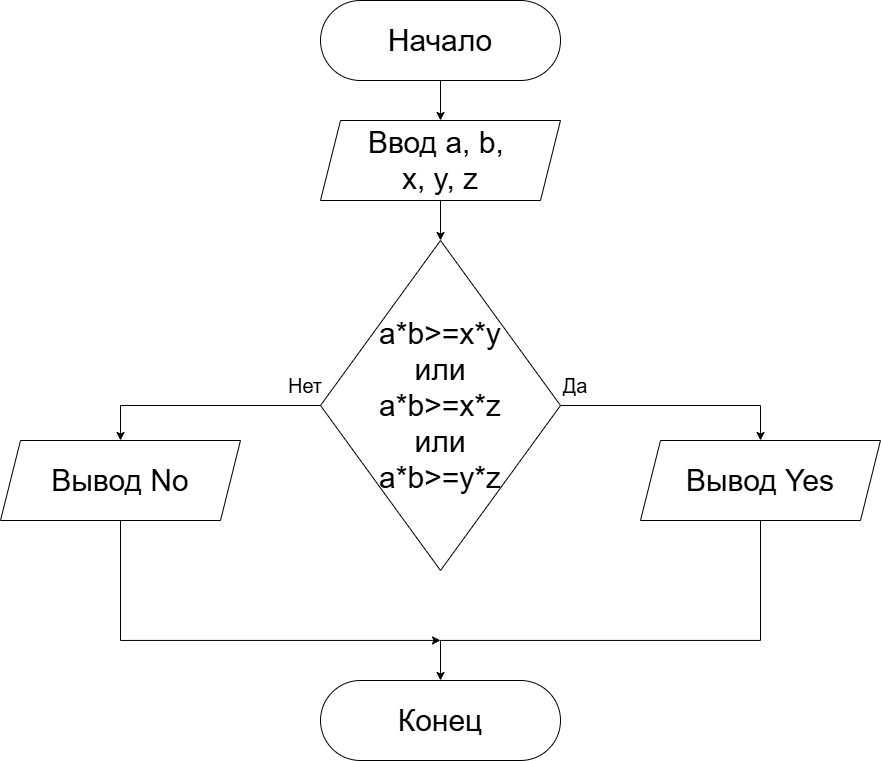 Начало
Ввод a, b,
x, y, z
a*b>=x*y
или
a*b>=x*z
или
a*b>=y*z
Нет
Да
Вывод No
Вывод Yes
Конец